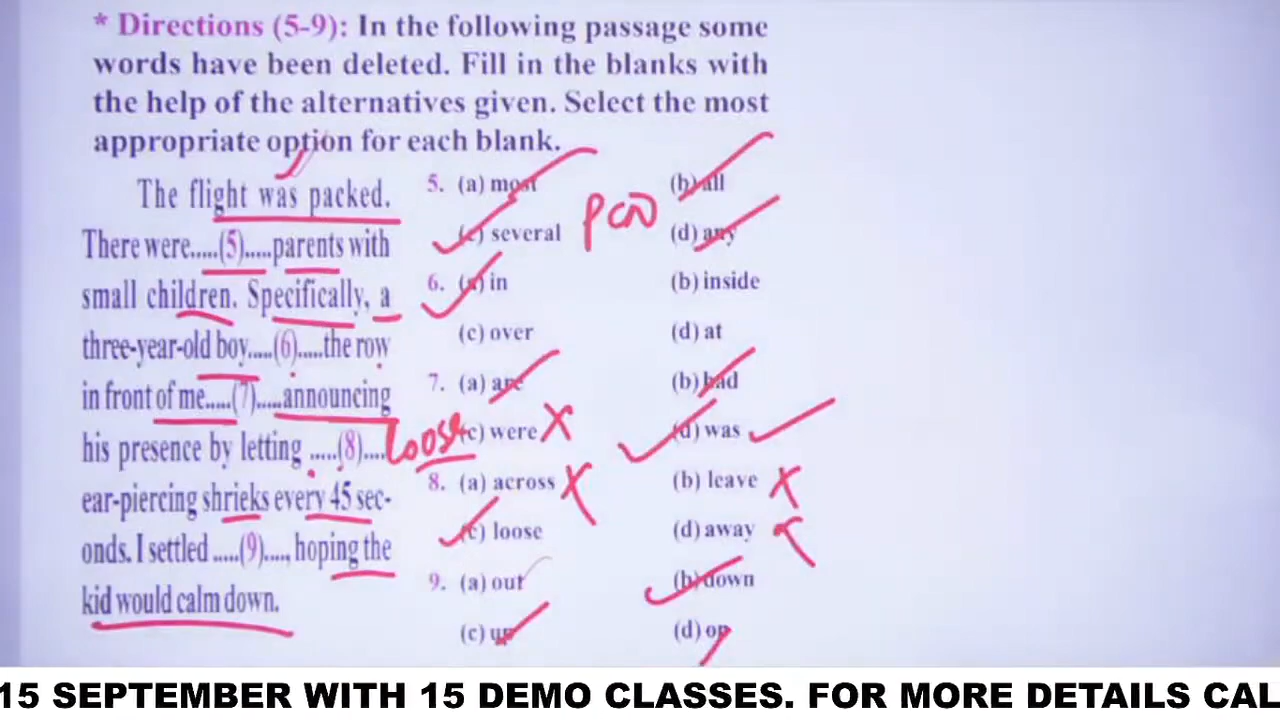 * Directions (5-9): In the following passage some
words have been deleted. Fill in the blanks with
the help of the alternatives given. Select the most
appropriate option for each blank.
The flight was packed.
There were.....(5).....parents with
small children. Specifically, a
three-year-old boy.....(6).....the row
in front of me.....(7).....announcing
his presence by letting .....(8)....
ear-piercing shrieks every 45 sec-
onds. I settled .....(9)....., hoping the
kid would calm down.
5. (a) most (b) all
(c) several (d) any
6. (a) in (b) inside
(c) over (d) at
7. (a) are (b) had
loose
(c) were (d) was
8. (a) across (b) leave
(c) loose (d) away
9. (a) out (b) down
(c) up (d) on
15 SEPTEMBER WITH 15 DEMO CLASSES. FOR MORE DETAILS CAL